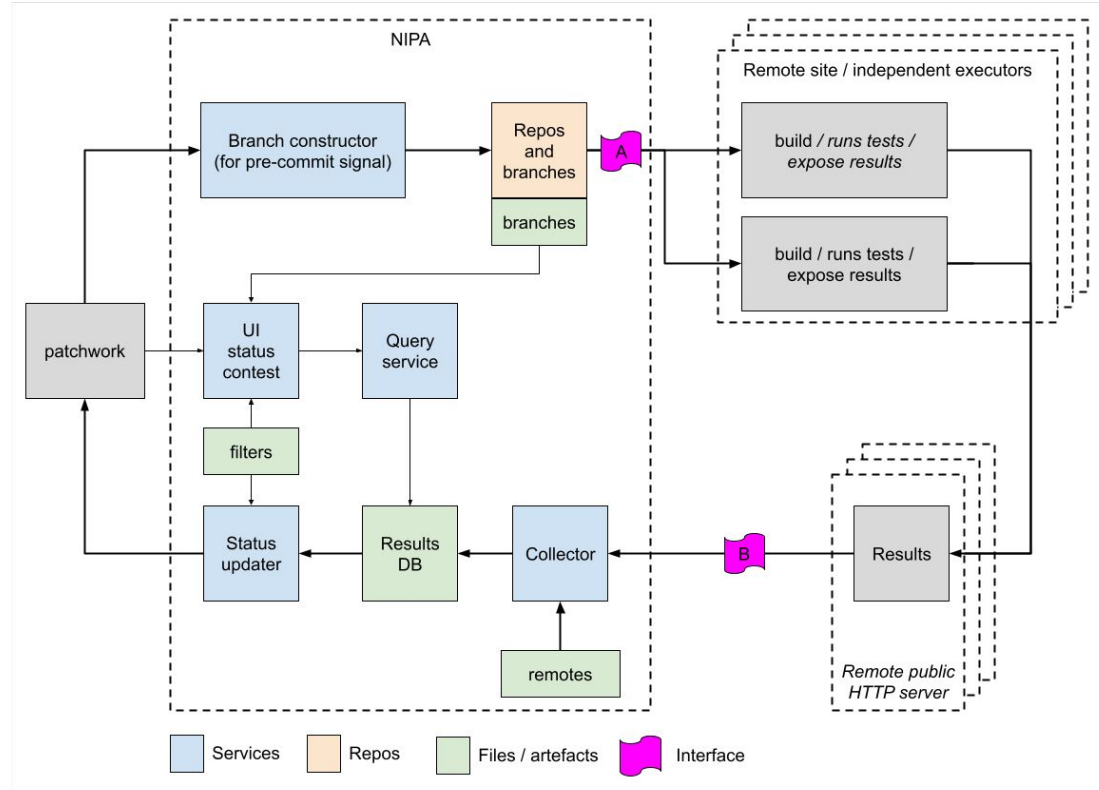 NIPA
Remote site / independent executors
Branch constructor
(for pre-commit signal)
Repos
and
branches
A
build / runs tests /
expose results
branches
build / runs tests /
expose results
patchwork
UI
status
contest
Query
service
filters
Status
updater
Results
DB
Collector
B
Results
remotes
Remote public
HTTP server
Services
Repos
Files / artefacts
Interface